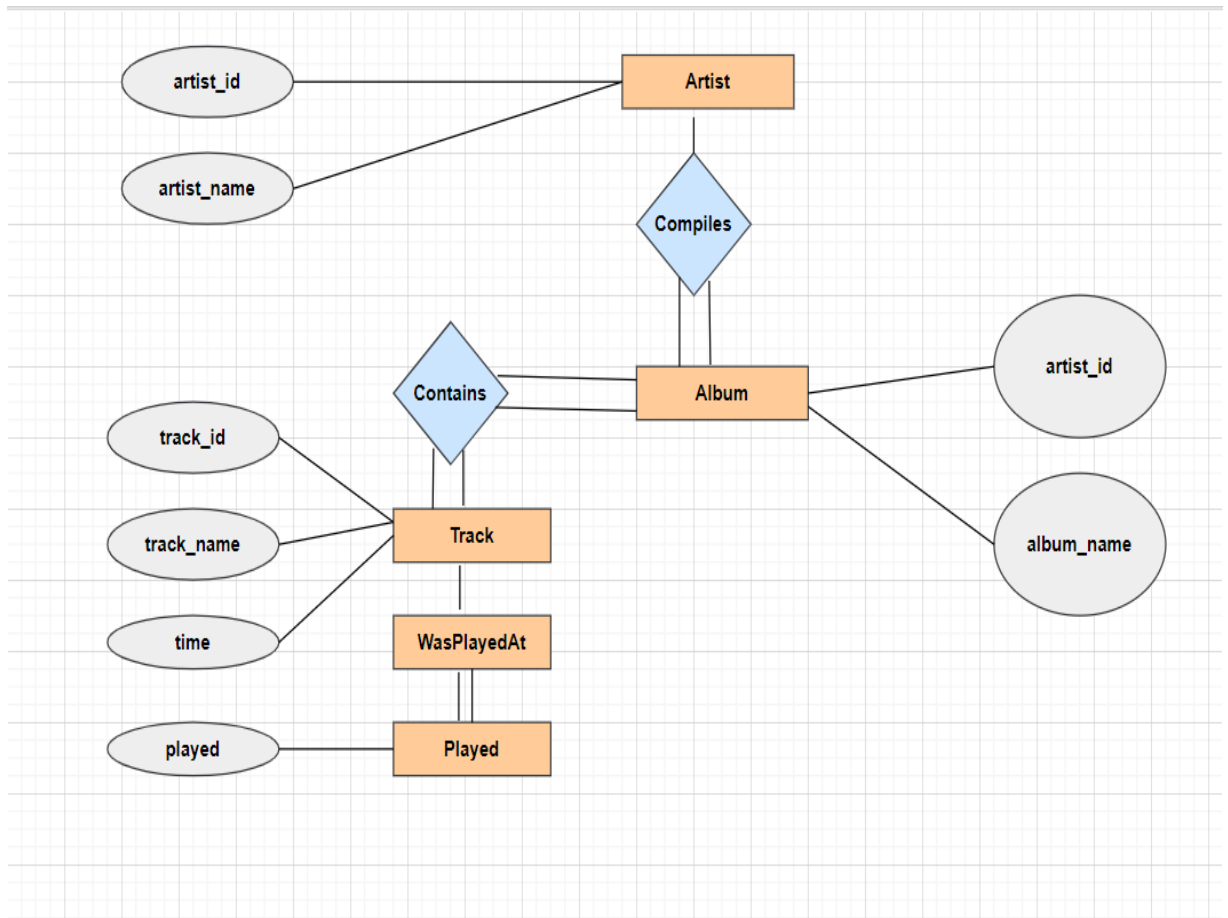 artist_id
Artist
artist_name
Compiles
artist_id
Contains
Album
track_id
Track
track_name
album_name
time
WasPlayedAt
played
Played